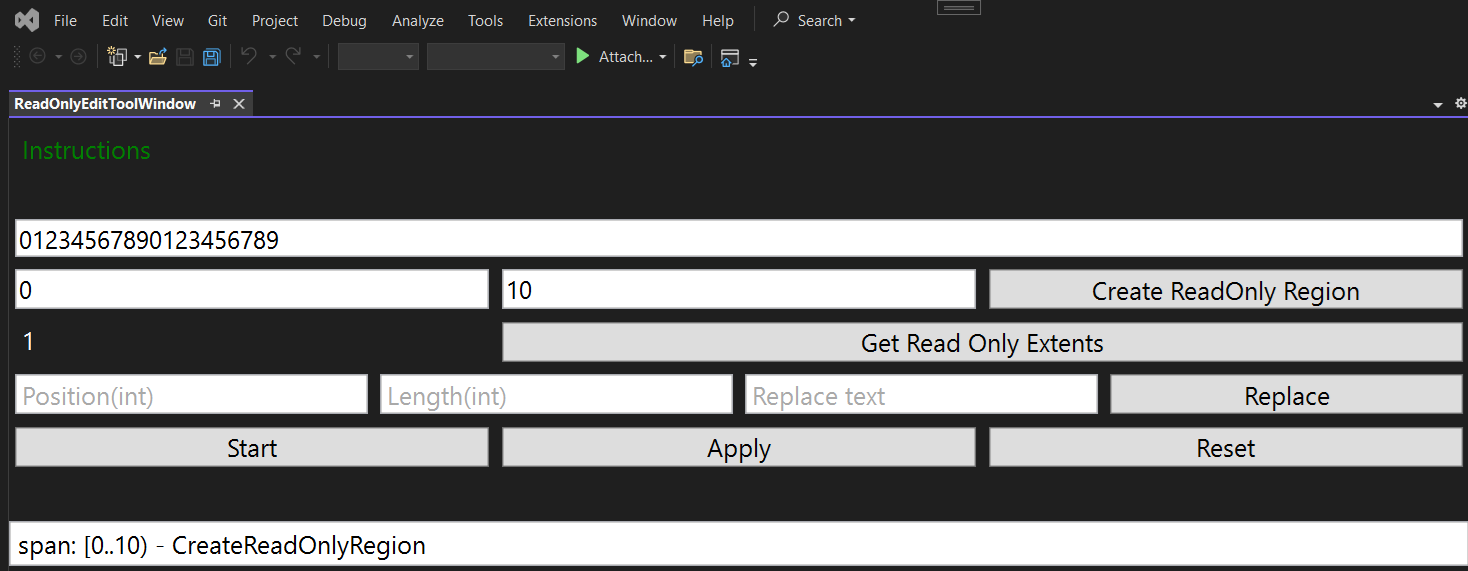 File Edit View Git Project Debug Analyze Tools Extensions Window Help Search
Attach...
ReadOnlyEditToolWindow
Instructions
01234567890123456789
0 10 Create ReadOnly Region
1 Get Read Only Extents
Position(int) Length(int) Replace text Replace
Start Apply Reset
span: [0..10) - CreateReadOnlyRegion